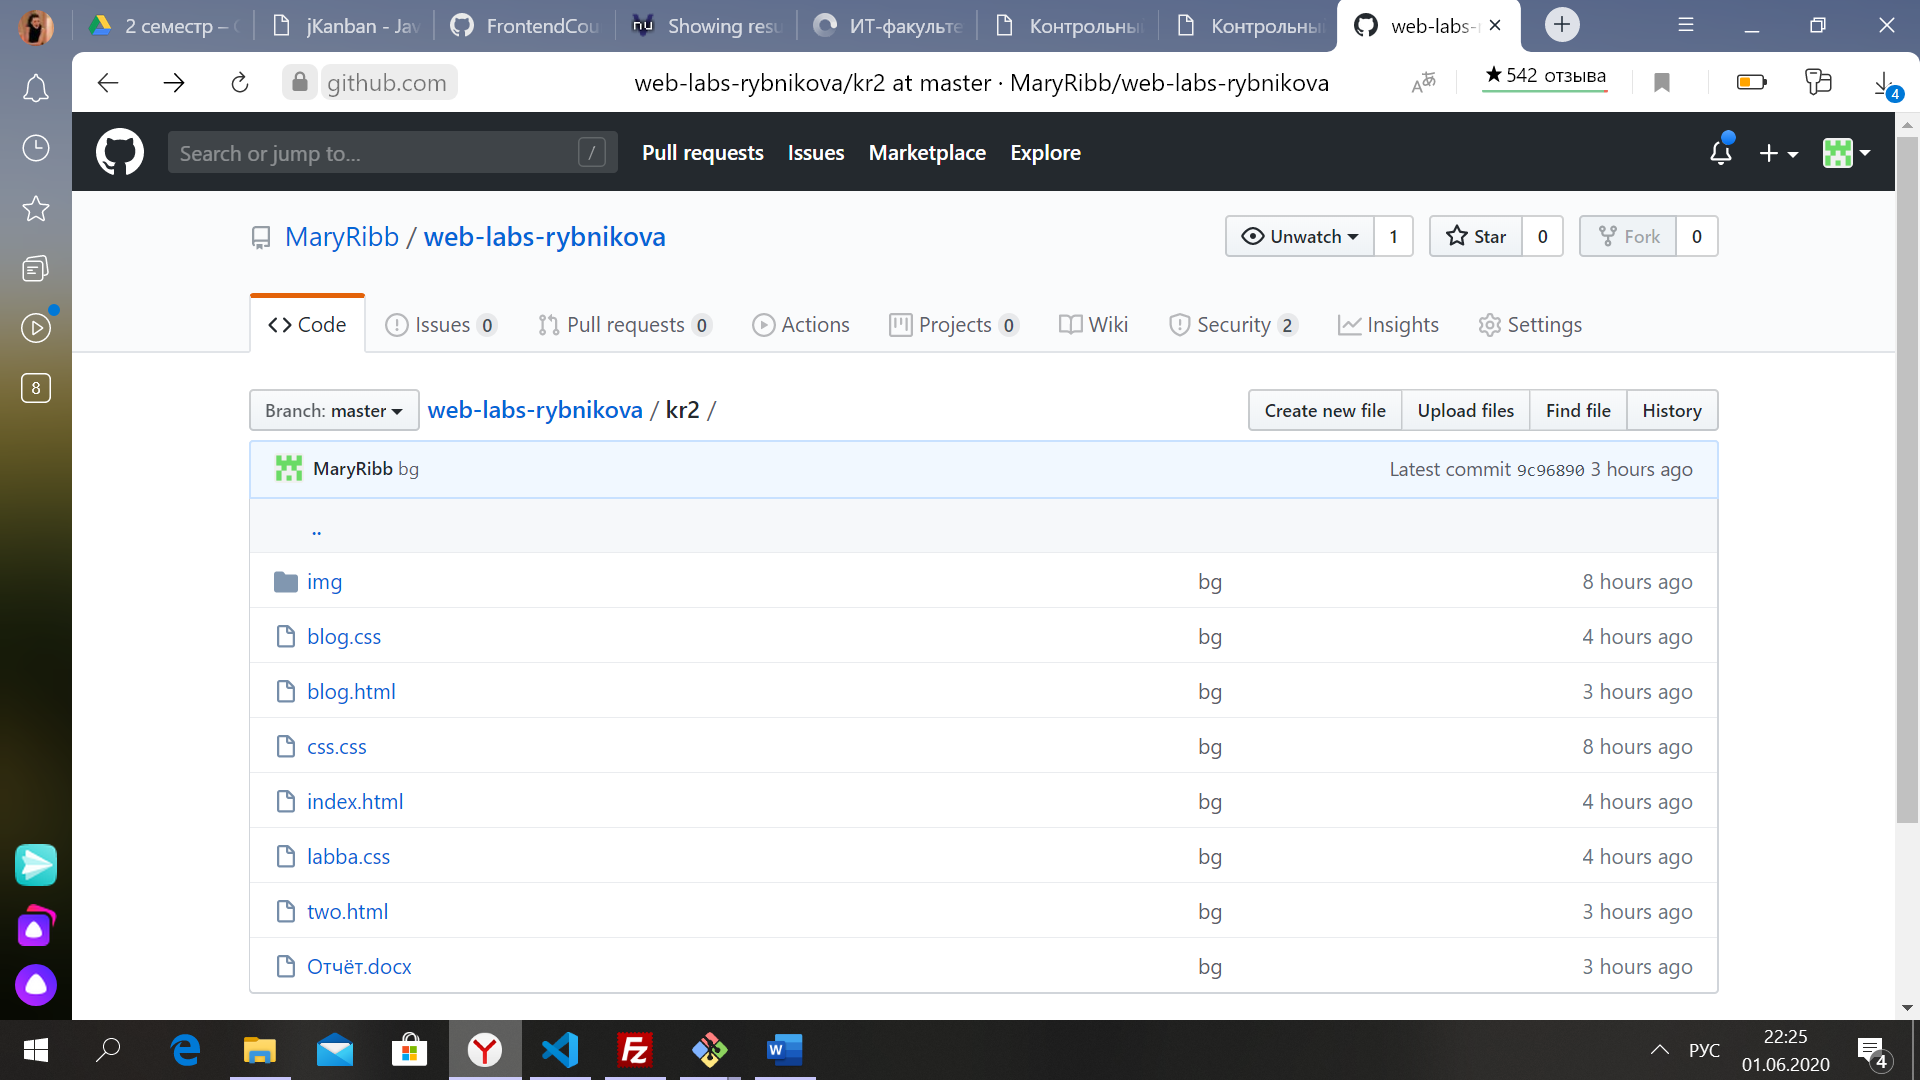 2 семестр –
jKanban - Jav
FrontendCou
Showing resu
ИТ-факульте
Контрольны
Контрольны
web-labs-
github.com
web-labs-rybnikova/kr2 at master · MaryRibb/web-labs-rybnikova
★542 отзыва
4
Search or jump to...
/
Pull requests
Issues
Marketplace
Explore
MaryRibb / web-labs-rybnikova
Unwatch 1
Star 0
Fork 0
Code
Issues 0
Pull requests 0
Actions
Projects 0
Wiki
Security 2
Insights
Settings
8
Branch: master
web-labs-rybnikova / kr2 /
Create new file
Upload files
Find file
History
MaryRibb bg
Latest commit 9c96890 3 hours ago
..
img bg 8 hours ago
blog.css bg 4 hours ago
blog.html bg 3 hours ago
css.css bg 8 hours ago
index.html bg 4 hours ago
labba.css bg 4 hours ago
two.html bg 3 hours ago
Отчёт.docx bg 3 hours ago
РУС
22:25
01.06.2020
4